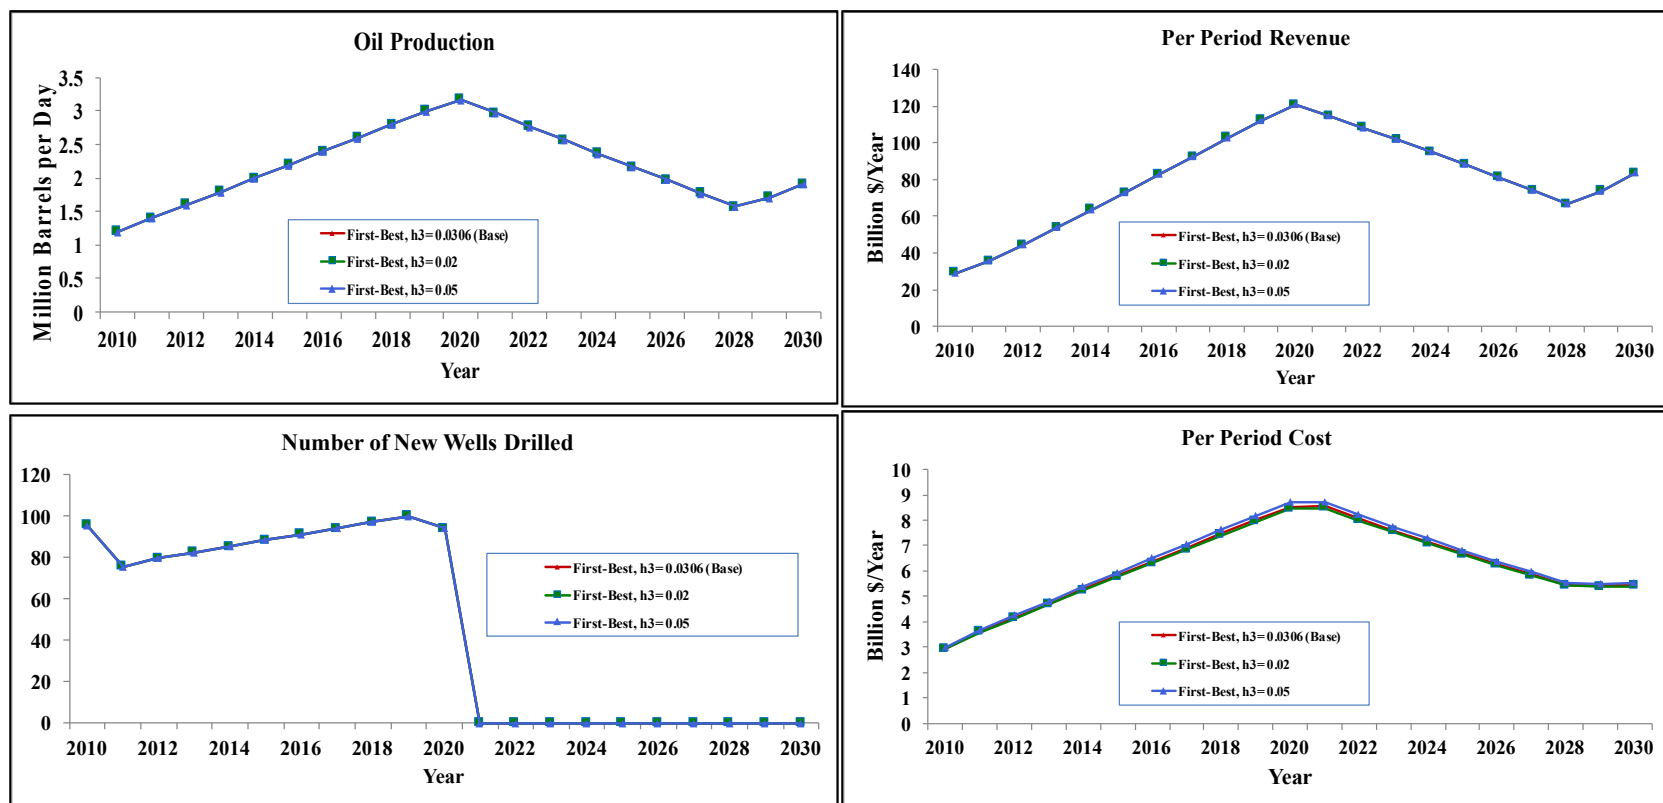 Oil Production
Million Barrels per Day
3.5
3
2.5
2
1.5
1
0.5
0
First-Best, h3= 0.0306 (Base)
First-Best, h3= 0.02
First-Best, h3= 0.05
2010 2012 2014 2016 2018 2020 2022 2024 2026 2028 2030
Year
Per Period Revenue
Billion $/Year
140
120
100
80
60
40
20
0
First-Best, h3= 0.0306 (Base)
First-Best, h3= 0.02
First-Best, h3= 0.05
2010 2012 2014 2016 2018 2020 2022 2024 2026 2028 2030
Year
Number of New Wells Drilled
120
100
80
60
40
20
0
First-Best, h3= 0.0306 (Base)
First-Best, h3= 0.02
First-Best, h3= 0.05
2010 2012 2014 2016 2018 2020 2022 2024 2026 2028 2030
Year
Per Period Cost
Billion $/Year
10
9
8
7
6
5
4
3
2
1
0
First-Best, h3= 0.0306 (Base)
First-Best, h3= 0.02
First-Best, h3= 0.05
2010 2012 2014 2016 2018 2020 2022 2024 2026 2028 2030
Year